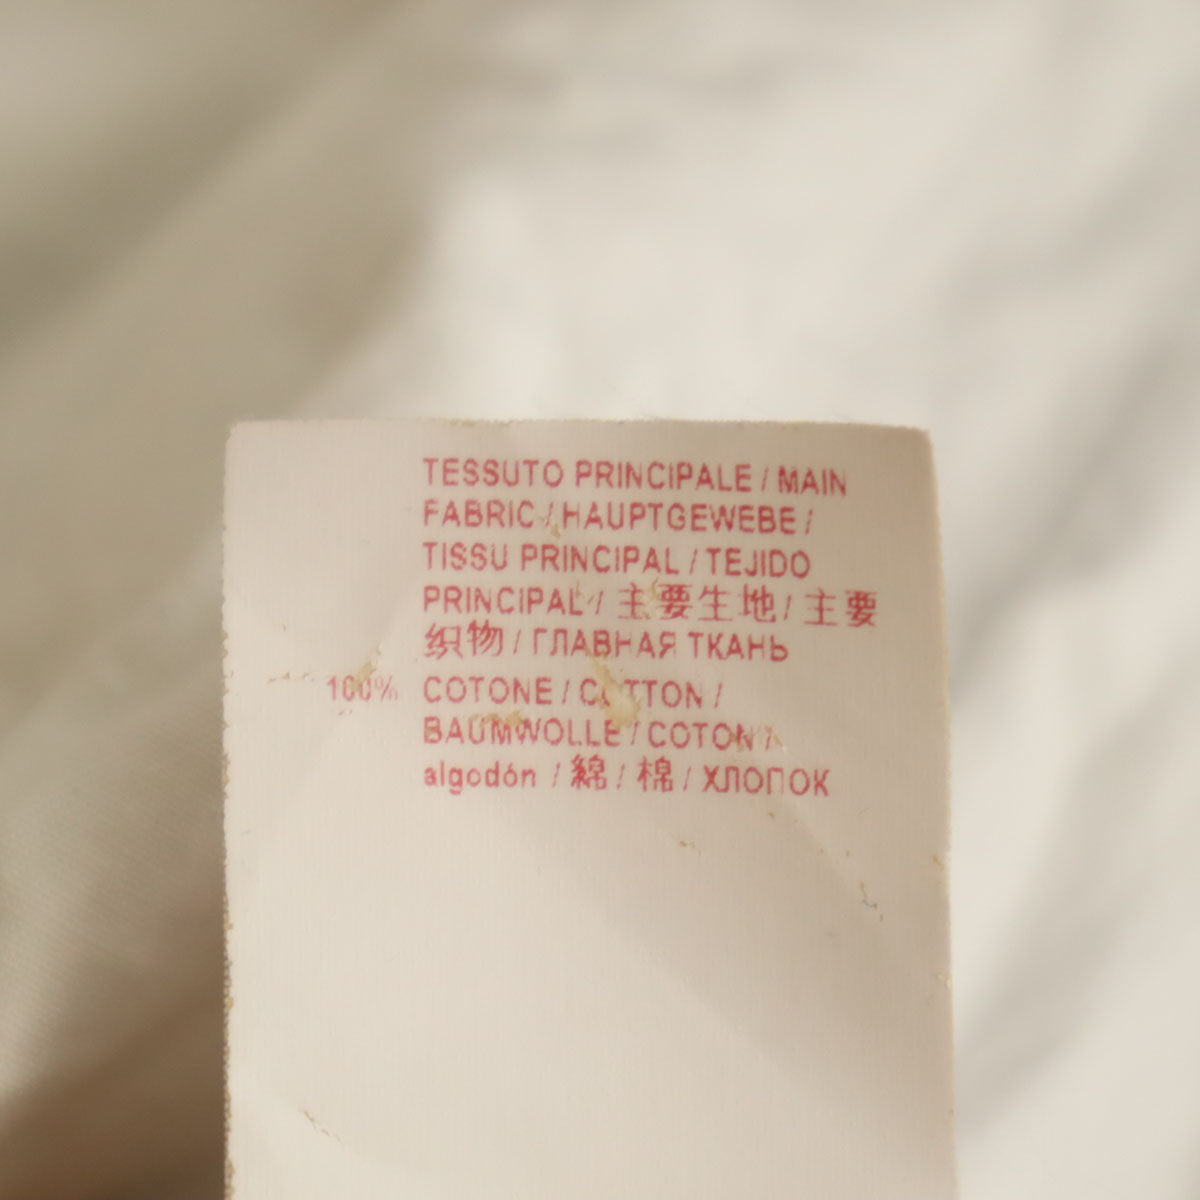 TESSUTO PRINCIPALE / MAIN
FABRIC / HAUPTGEWEBE /
TISSU PRINCIPAL / TEJIDO
PRINCIPAL / 主要生地 / 主要
织物 / ГЛАВНАЯ ТКАНЬ
100% COTONE / COTTON /
BAUMWOLLE / COTON /
algodón / 綿 / 棉 / ХЛОПОК